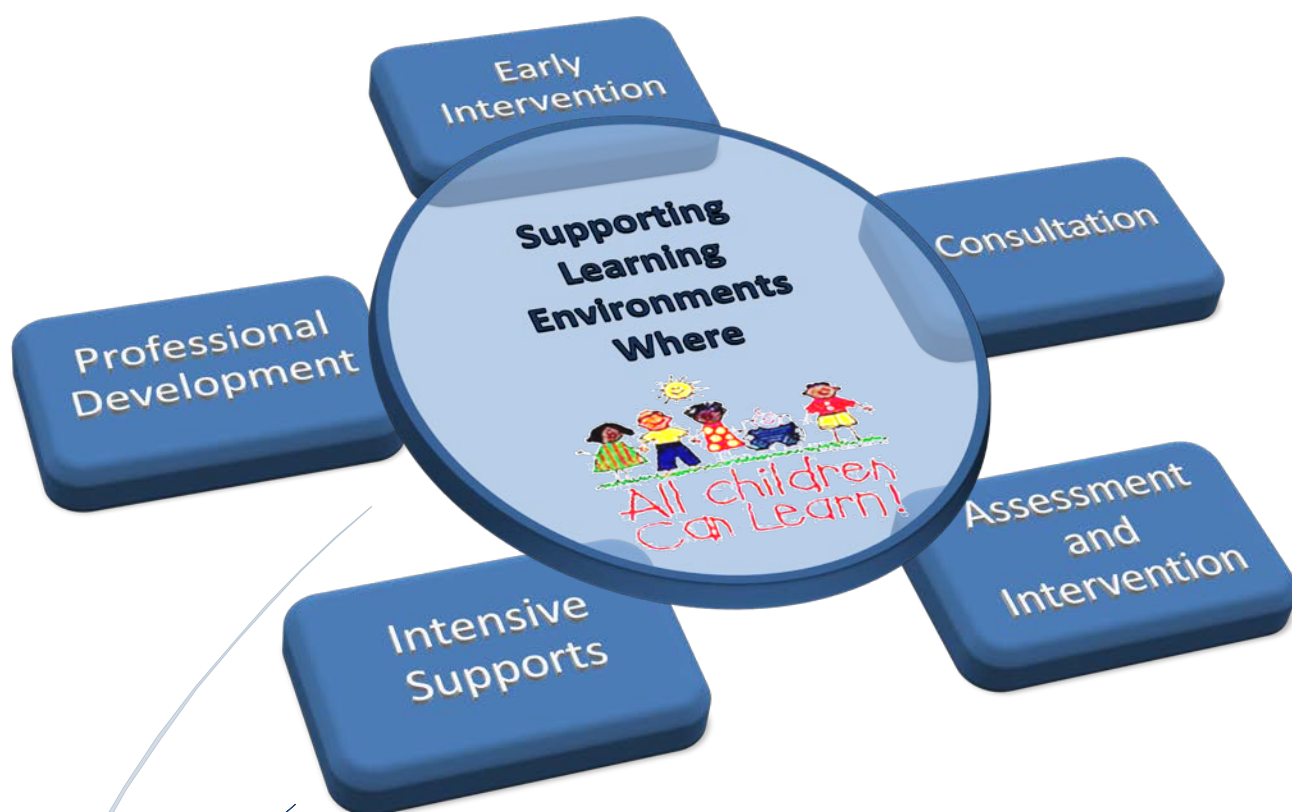 Early
Intervention
Supporting
Learning
Environments
Where
All children
Can Learn!
Consultation
Professional
Development
Assessment
and
Intervention
Intensive
Supports